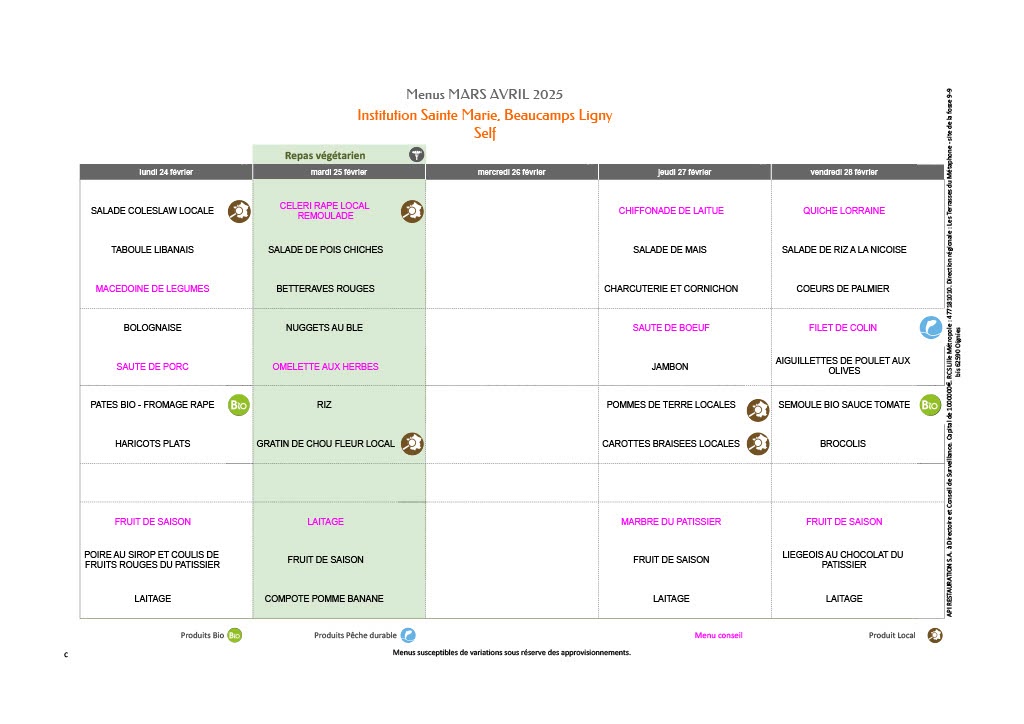 Menus MARS AVRIL 2025
Institution Sainte Marie, Beaucamps Ligny
Self
Repas végétarien
lundi 24 février
mardi 25 février
mercredi 26 février
jeudi 27 février
vendredi 28 février
SALADE COLESLAW LOCALE
CELERI RAPE LOCAL
REMOULADE
CHIFFONADE DE LAITUE
QUICHE LORRAINE
TABOULE LIBANAIS
SALADE DE POIS CHICHES
SALADE DE MAIS
SALADE DE RIZ A LA NICOISE
MACEDOINE DE LEGUMES
BETTERAVES ROUGES
CHARCUTERIE ET CORNICHON
COEURS DE PALMIER
BOLOGNAISE
NUGGETS AU BLE
SAUTE DE BOEUF
FILET DE COLIN
SAUTE DE PORC
OMELETTE AUX HERBES
JAMBON
AIGUILLETTES DE POULET AUX
OLIVES
PATES BIO - FROMAGE RAPE
BIO
RIZ
POMMES DE TERRE LOCALES
SEMOULE BIO SAUCE TOMATE
BIO
HARICOTS PLATS
GRATIN DE CHOU FLEUR LOCAL
CAROTTES BRAISEES LOCALES
BROCOLIS
FRUIT DE SAISON
LAITAGE
MARBRE DU PATISSIER
FRUIT DE SAISON
POIRE AU SIROP ET COULIS DE
FRUITS ROUGES DU PATISSIER
FRUIT DE SAISON
FRUIT DE SAISON
LIEGEOIS AU CHOCOLAT DU
PATISSIER
LAITAGE
COMPOTE POMME BANANE
LAITAGE
LAITAGE
Produits Bio BIO
Produits Pêche durable
Menu conseil
Produit Local
c
Menus susceptibles de variations sous réserve des approvisionnements.
API RESTAURATION S.A. à Directoire et Conseil de Surveillance. Capital de 1000000€. RCS Lille Métropole : 477181010. Direction régionale : Les Terrasses du Métaphone - site de la fosse 9-9
bis 62590 Oignies